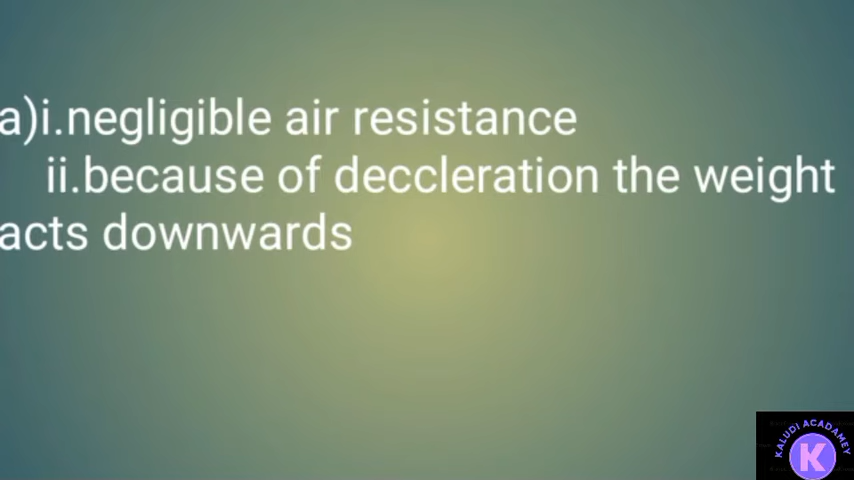 a)i.negligible air resistance
ii.because of deccleration the weight
acts downwards
KALUDI ACADAMEY
K